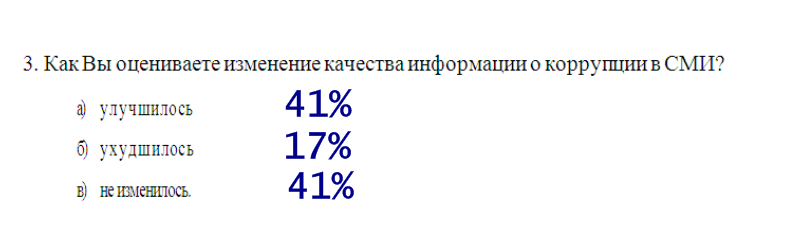 3. Как Вы оцениваете изменение качества информации о коррупции в СМИ?
а) улучшилось 41%
б) ухудшилось 17%
в) не изменилось. 41%